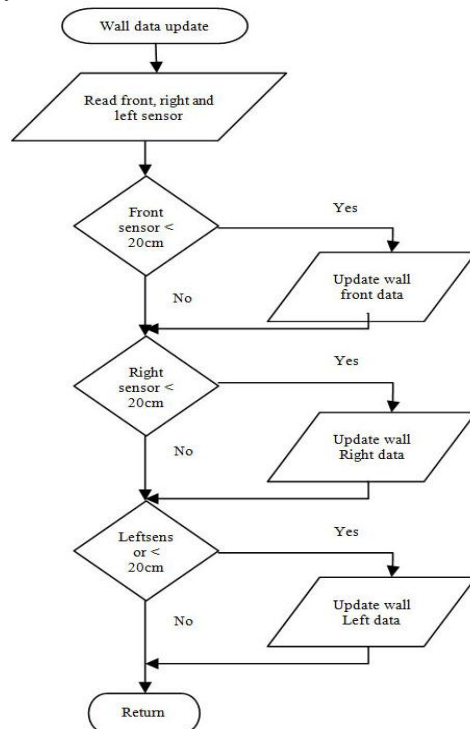 Wall data update
Read front, right and
left sensor
Front
sensor <
20cm
Yes
Update wall
front data
No
Right
sensor <
20cm
Yes
Update wall
Right data
No
Leftsens
or <
20cm
Yes
Update wall
Left data
No
Return